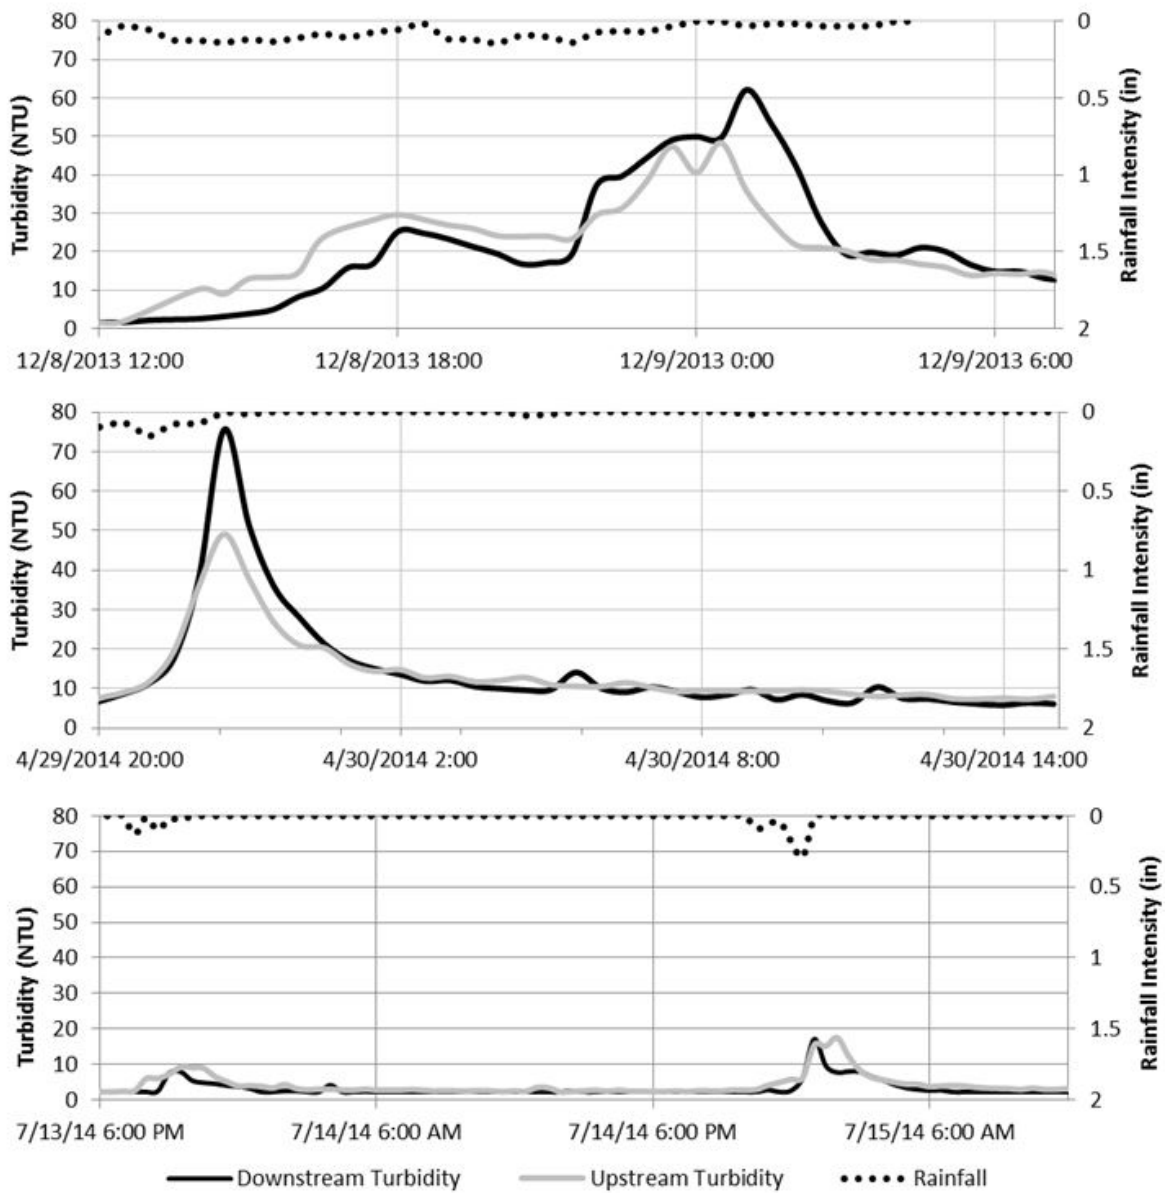 80 0
70
60 0.5
50
40 1
30
20 1.5
10
0 2
Turbidity (NTU)
Rainfall Intensity (in)
12/8/2013 12:00 12/8/2013 18:00 12/9/2013 0:00 12/9/2013 6:00
80 0
70
60 0.5
50
40 1
30
20 1.5
10
0 2
Turbidity (NTU)
Rainfall Intensity (in)
4/29/2014 20:00 4/30/2014 2:00 4/30/2014 8:00 4/30/2014 14:00
80 0
70
60 0.5
50
40 1
30
20 1.5
10
0 2
Turbidity (NTU)
Rainfall Intensity (in)
7/13/14 6:00 PM 7/14/14 6:00 AM 7/14/14 6:00 PM 7/15/14 6:00 AM
Downstream Turbidity Upstream Turbidity Rainfall